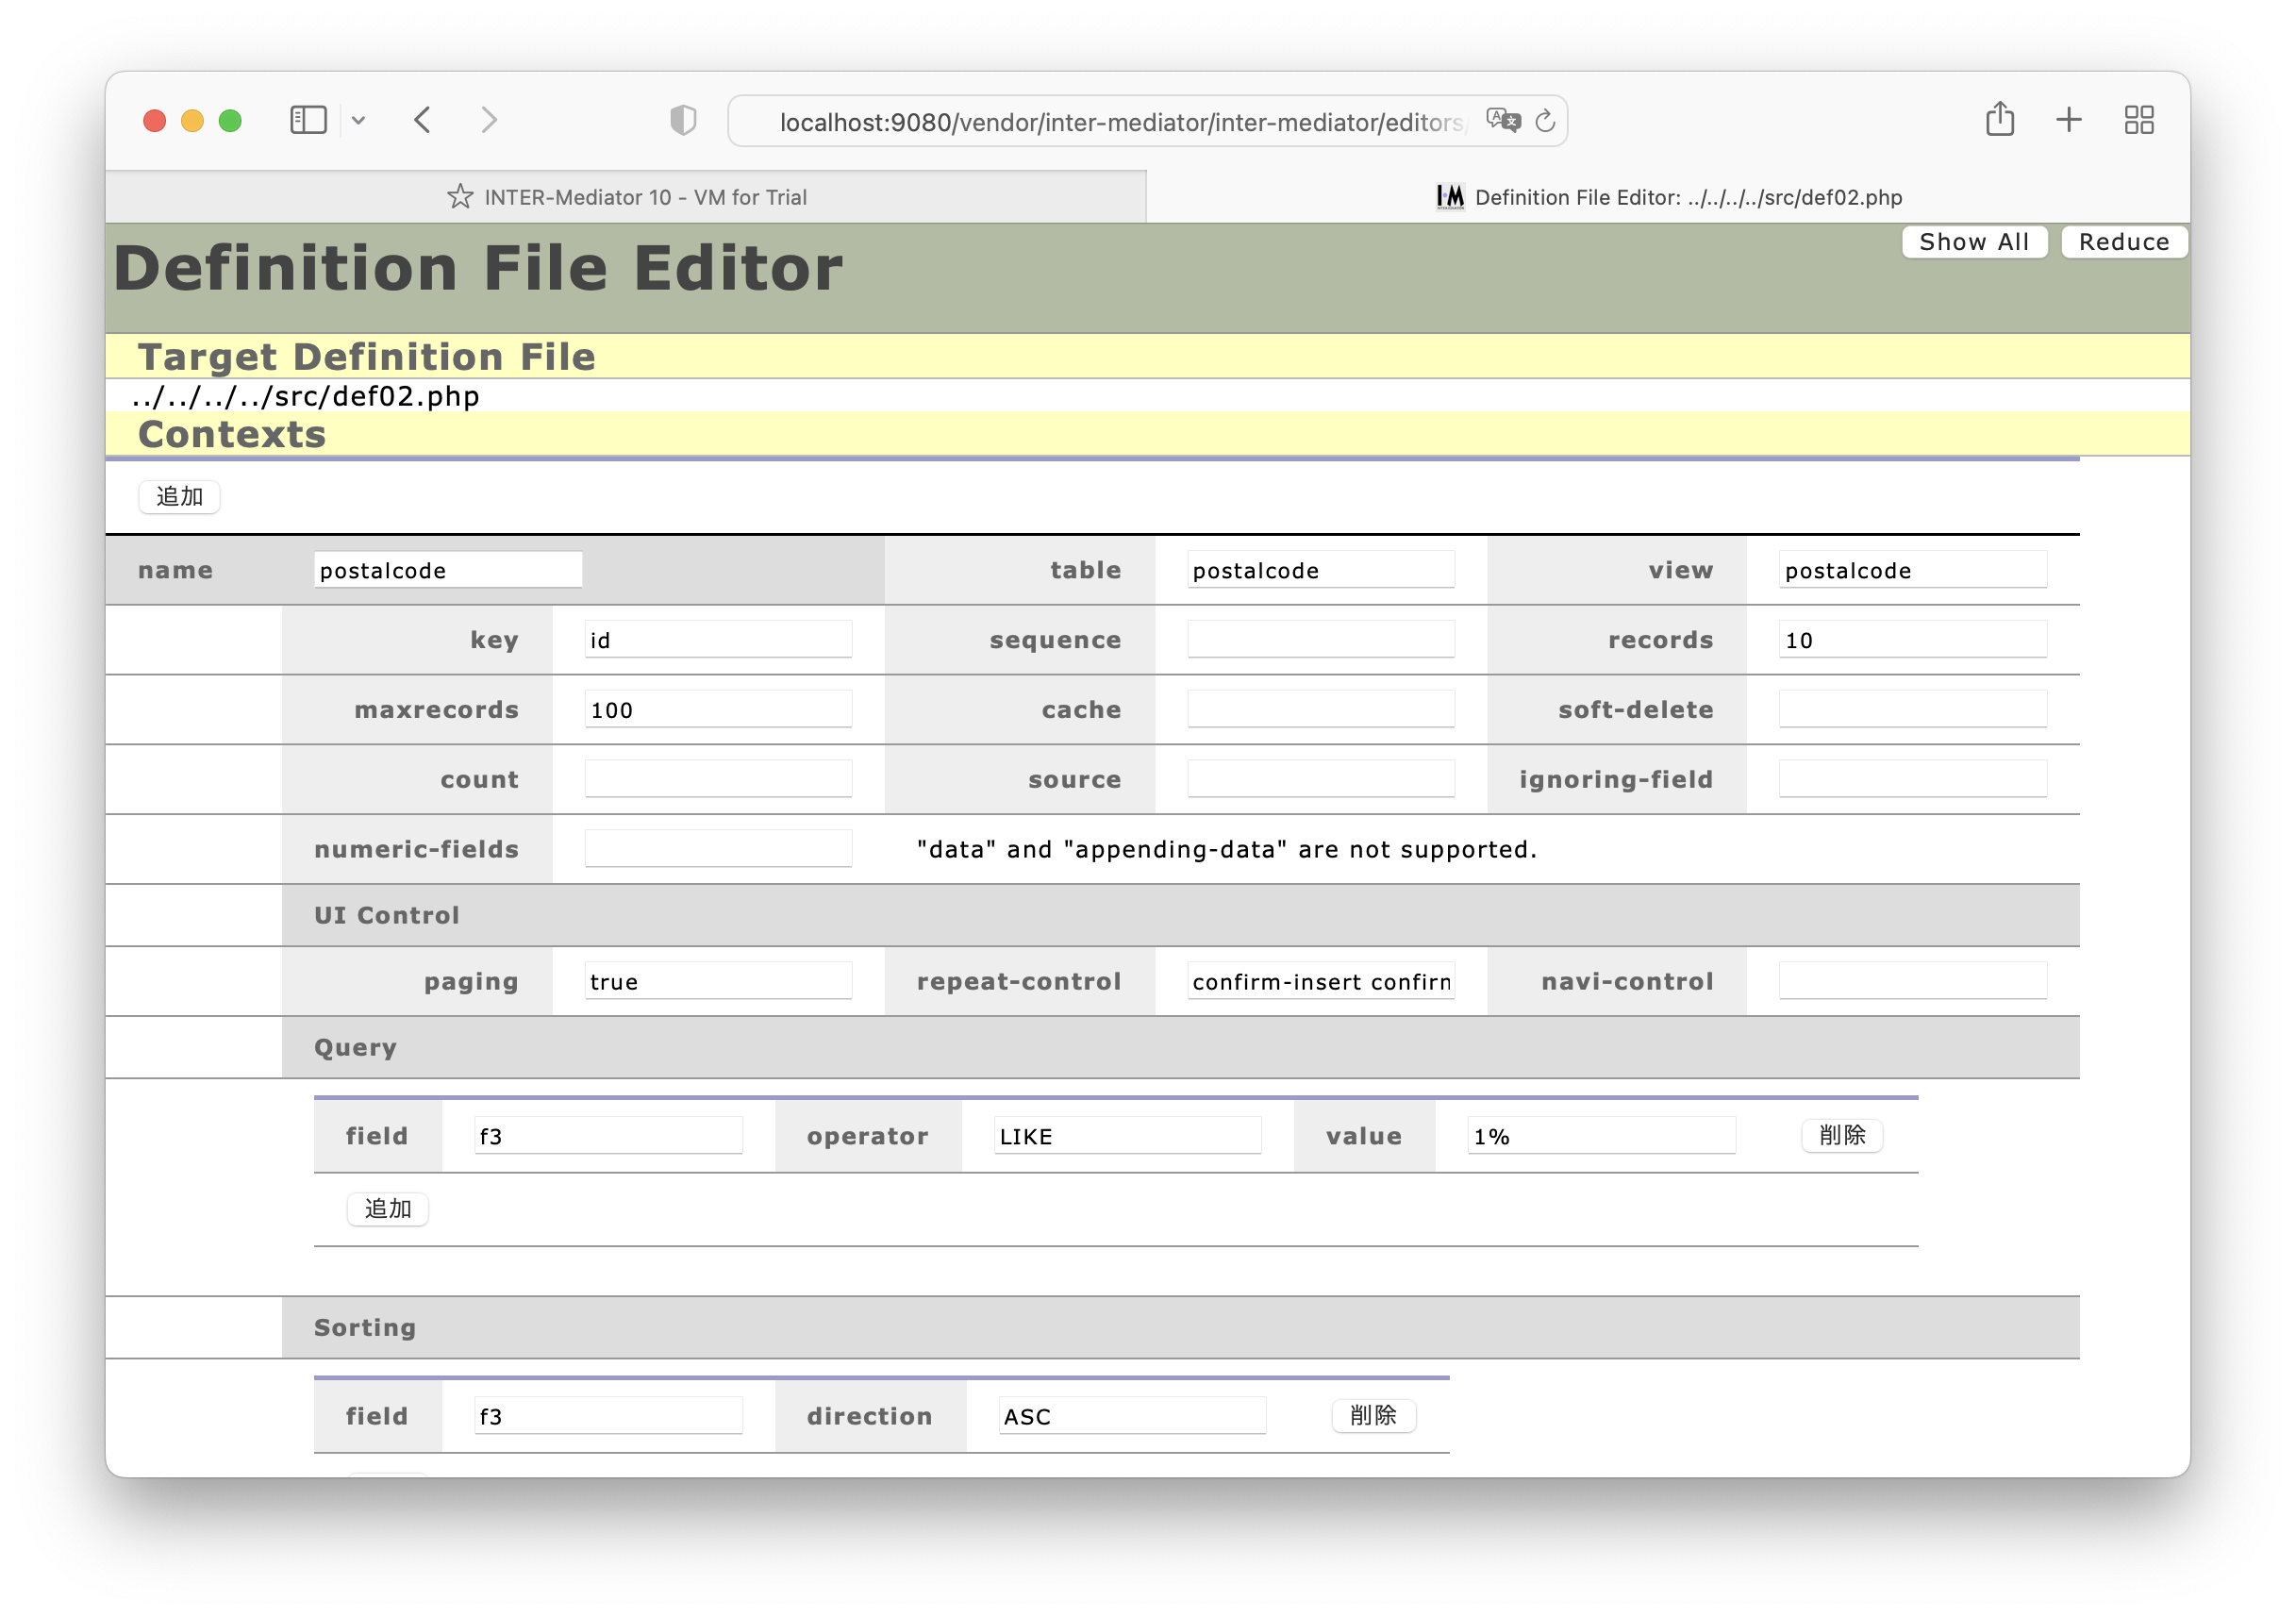 localhost:9080/vendor/inter-mediator/inter-mediator/editors/
INTER-Mediator 10 - VM for Trial
Definition File Editor: ../../../../src/def02.php
Definition File Editor
Show All Reduce
Target Definition File
../../../../src/def02.php
Contexts
追加
name postalcode table postalcode view postalcode
key id sequence records 10
maxrecords 100 cache soft-delete
count source ignoring-field
numeric-fields "data" and "appending-data" are not supported.
UI Control
paging true repeat-control confirm-insert confirm navi-control
Query
field f3 operator LIKE value 1% 削除
追加
Sorting
field f3 direction ASC 削除